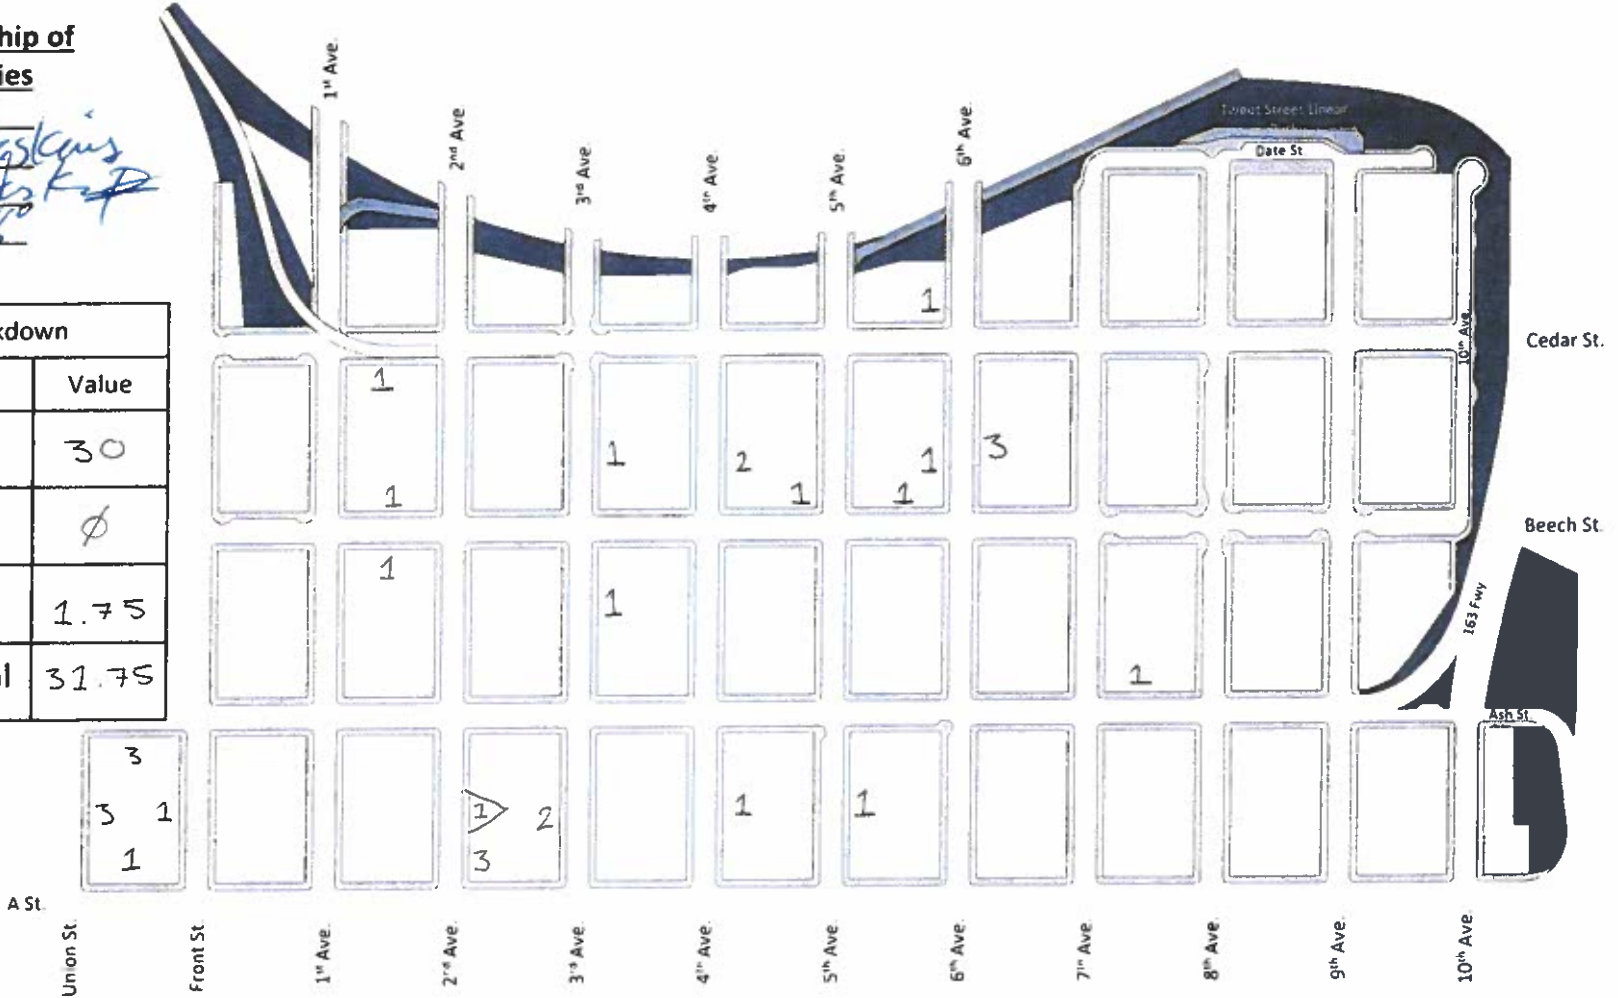 hip of
ies
kdown
Value
30
Ø
1.75
l 31.75
1st Ave.
2nd Ave
3rd Ave.
4th Ave.
5th Ave.
6th Ave.
Tweet Street Linear
Date St
1
10th Ave.
Cedar St.
1
1
2
1
3
1
1
1
Beech St.
1
1
163 Fwy
1
Ash St.
3
3 1
1
1 2
3
1
1
A St.
Union St.
Front St.
1st Ave.
2nd Ave.
3rd Ave.
4th Ave.
5th Ave.
6th Ave.
7th Ave.
8th Ave.
9th Ave.
10th Ave.